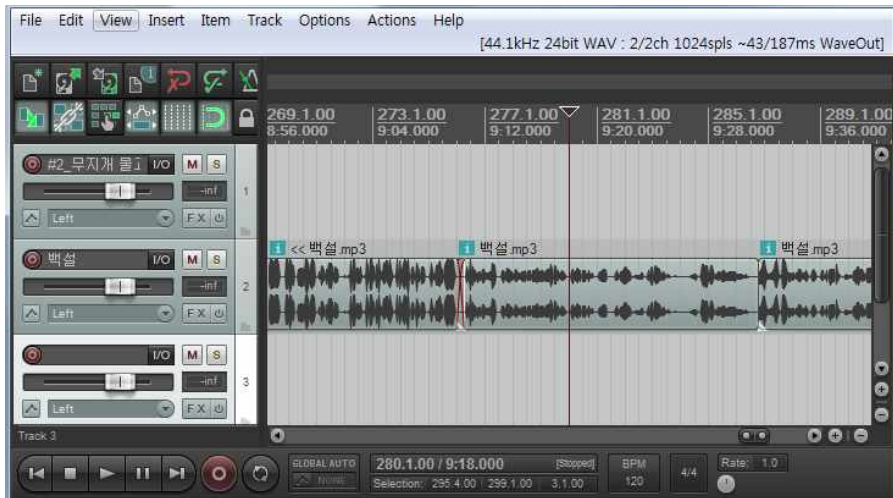 File Edit View Insert Item Track Options Actions Help
[44.1kHz 24bit WAV : 2/2ch 1024spls ~43/187ms WaveOut]
269.1.00 273.1.00 277.1.00 281.1.00 285.1.00 289.1.00
8:56.000 9:04.000 9:12.000 9:20.000 9:28.000 9:36.000
#2_무지개 물고 I/O M S
-inf 1
Left FX
<< 백설.mp3 백설.mp3 백설.mp3
백설 I/O M S
-inf 2
Left FX
I/O M S
-inf 3
Left FX
Track 3
GLOBAL AUTO 280.1.00 / 9:18.000 [Stopped] BPM 4/4 Rate: 1.0
NONE Selection: 295.4.00 299.1.00 3.1.00 120